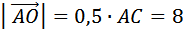 |AO⃗| = 0,5 · AC = 8